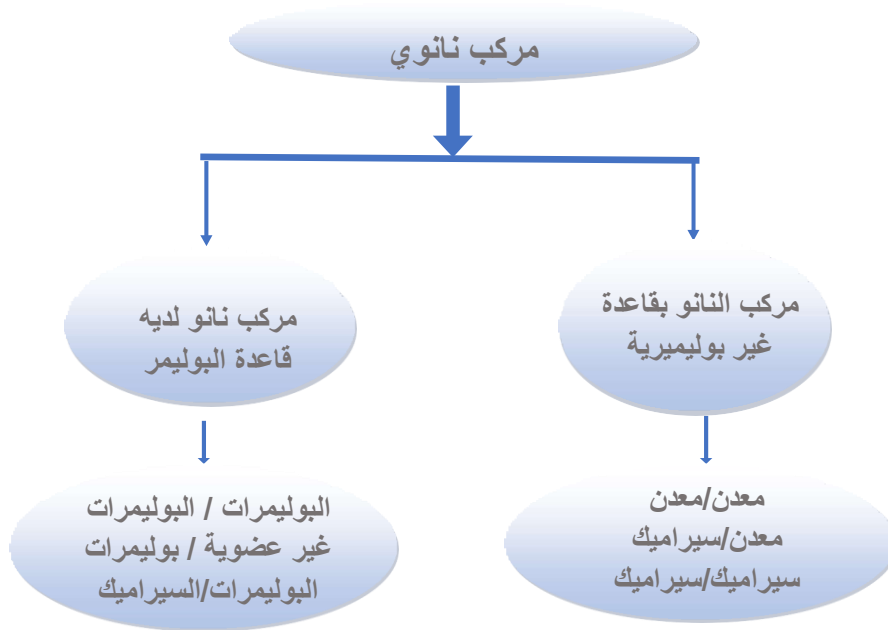 مركب نانوي
مركب النانو بقاعدة
غير بوليميرية
مركب نانو لديه
قاعدة البوليمر
معدن/معدن
معدن/سيراميك
سيراميك/سيراميك
البوليمرات / البوليمرات
غير عضوية / بوليمرات
البوليمرات/السيراميك